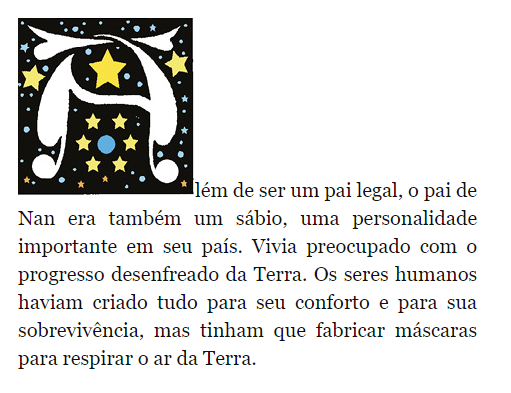 Além de ser um pai legal, o pai de
Nan era também um sábio, uma personalidade
importante em seu país. Vivia preocupado com o
progresso desenfreado da Terra. Os seres humanos
haviam criado tudo para seu conforto e para sua
sobrevivência, mas tinham que fabricar máscaras
para respirar o ar da Terra.